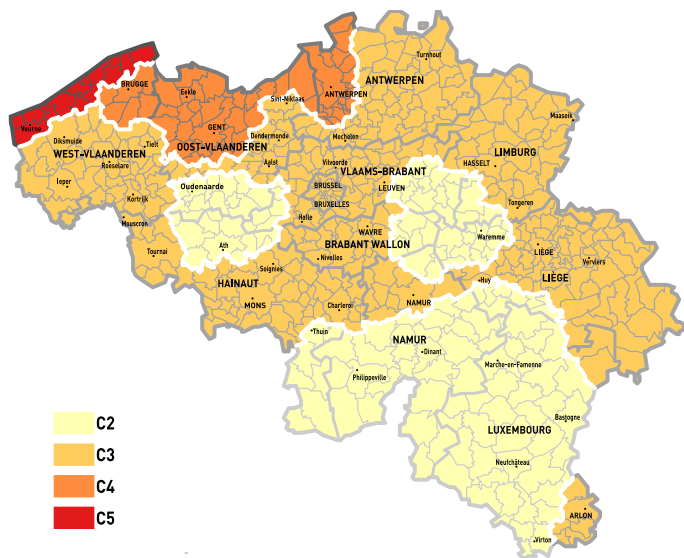 Turnhout
ANTWERPEN
BRUGGE
Eeklo
ANTWERPEN
Sint-Niklaas
Maaseik
Veurne
GENT
Diksmuide
Tielt
OOST-VLAANDEREN
Dendermonde
Mechelen
WEST-VLAANDEREN
Roeselare
Aalst
Vilvoorde
VLAAMS-BRABANT
HASSELT
LIMBURG
Ieper
Oudenaarde
BRUSSEL
LEUVEN
Kortrijk
BRUXELLES
Tongeren
Mouscron
Halle
WAVRE
Waremme
Tournai
Ath
BRABANT WALLON
LIÈGE
Verviers
Nivelles
Soignies
LIÈGE
HAINAUT
Huy
MONS
Charleroi
NAMUR
Thuin
NAMUR
Dinant
Marche-en-Famenne
Philippeville
Bastogne
LUXEMBOURG
Neufchâteau
ARLON
Virton
C2
C3
C4
C5